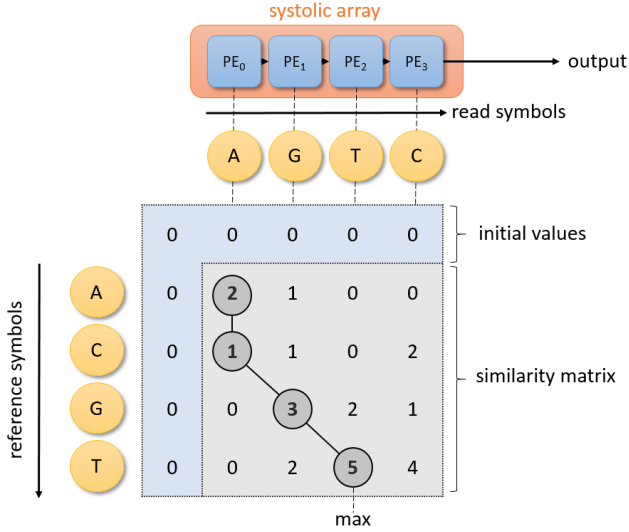 systolic array
PE0 PE1 PE2 PE3 output
read symbols
A G T C
0 0 0 0 0 initial values
A 0 2 1 0 0
C 0 1 1 0 2
similarity matrix
G 0 0 3 2 1
T 0 0 2 5 4
reference symbols
max